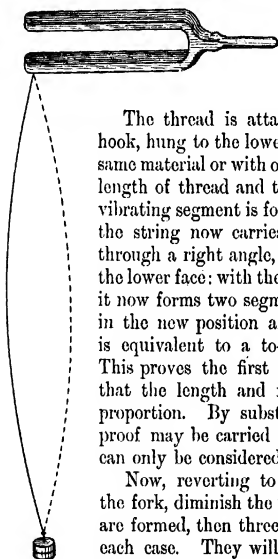 The thread is atta
hook, hung to the lowe
same material or with o
length of thread and t
vibrating segment is fo
the string now carrie
through a right angle,
the lower face: with the
it now forms two segm
in the new position a
is equivalent to a to-
This proves the first
that the length and
proportion. By subst
proof may be carried
can only be considered
Now, reverting to
the fork, diminish the
are formed, then three
each case. They will